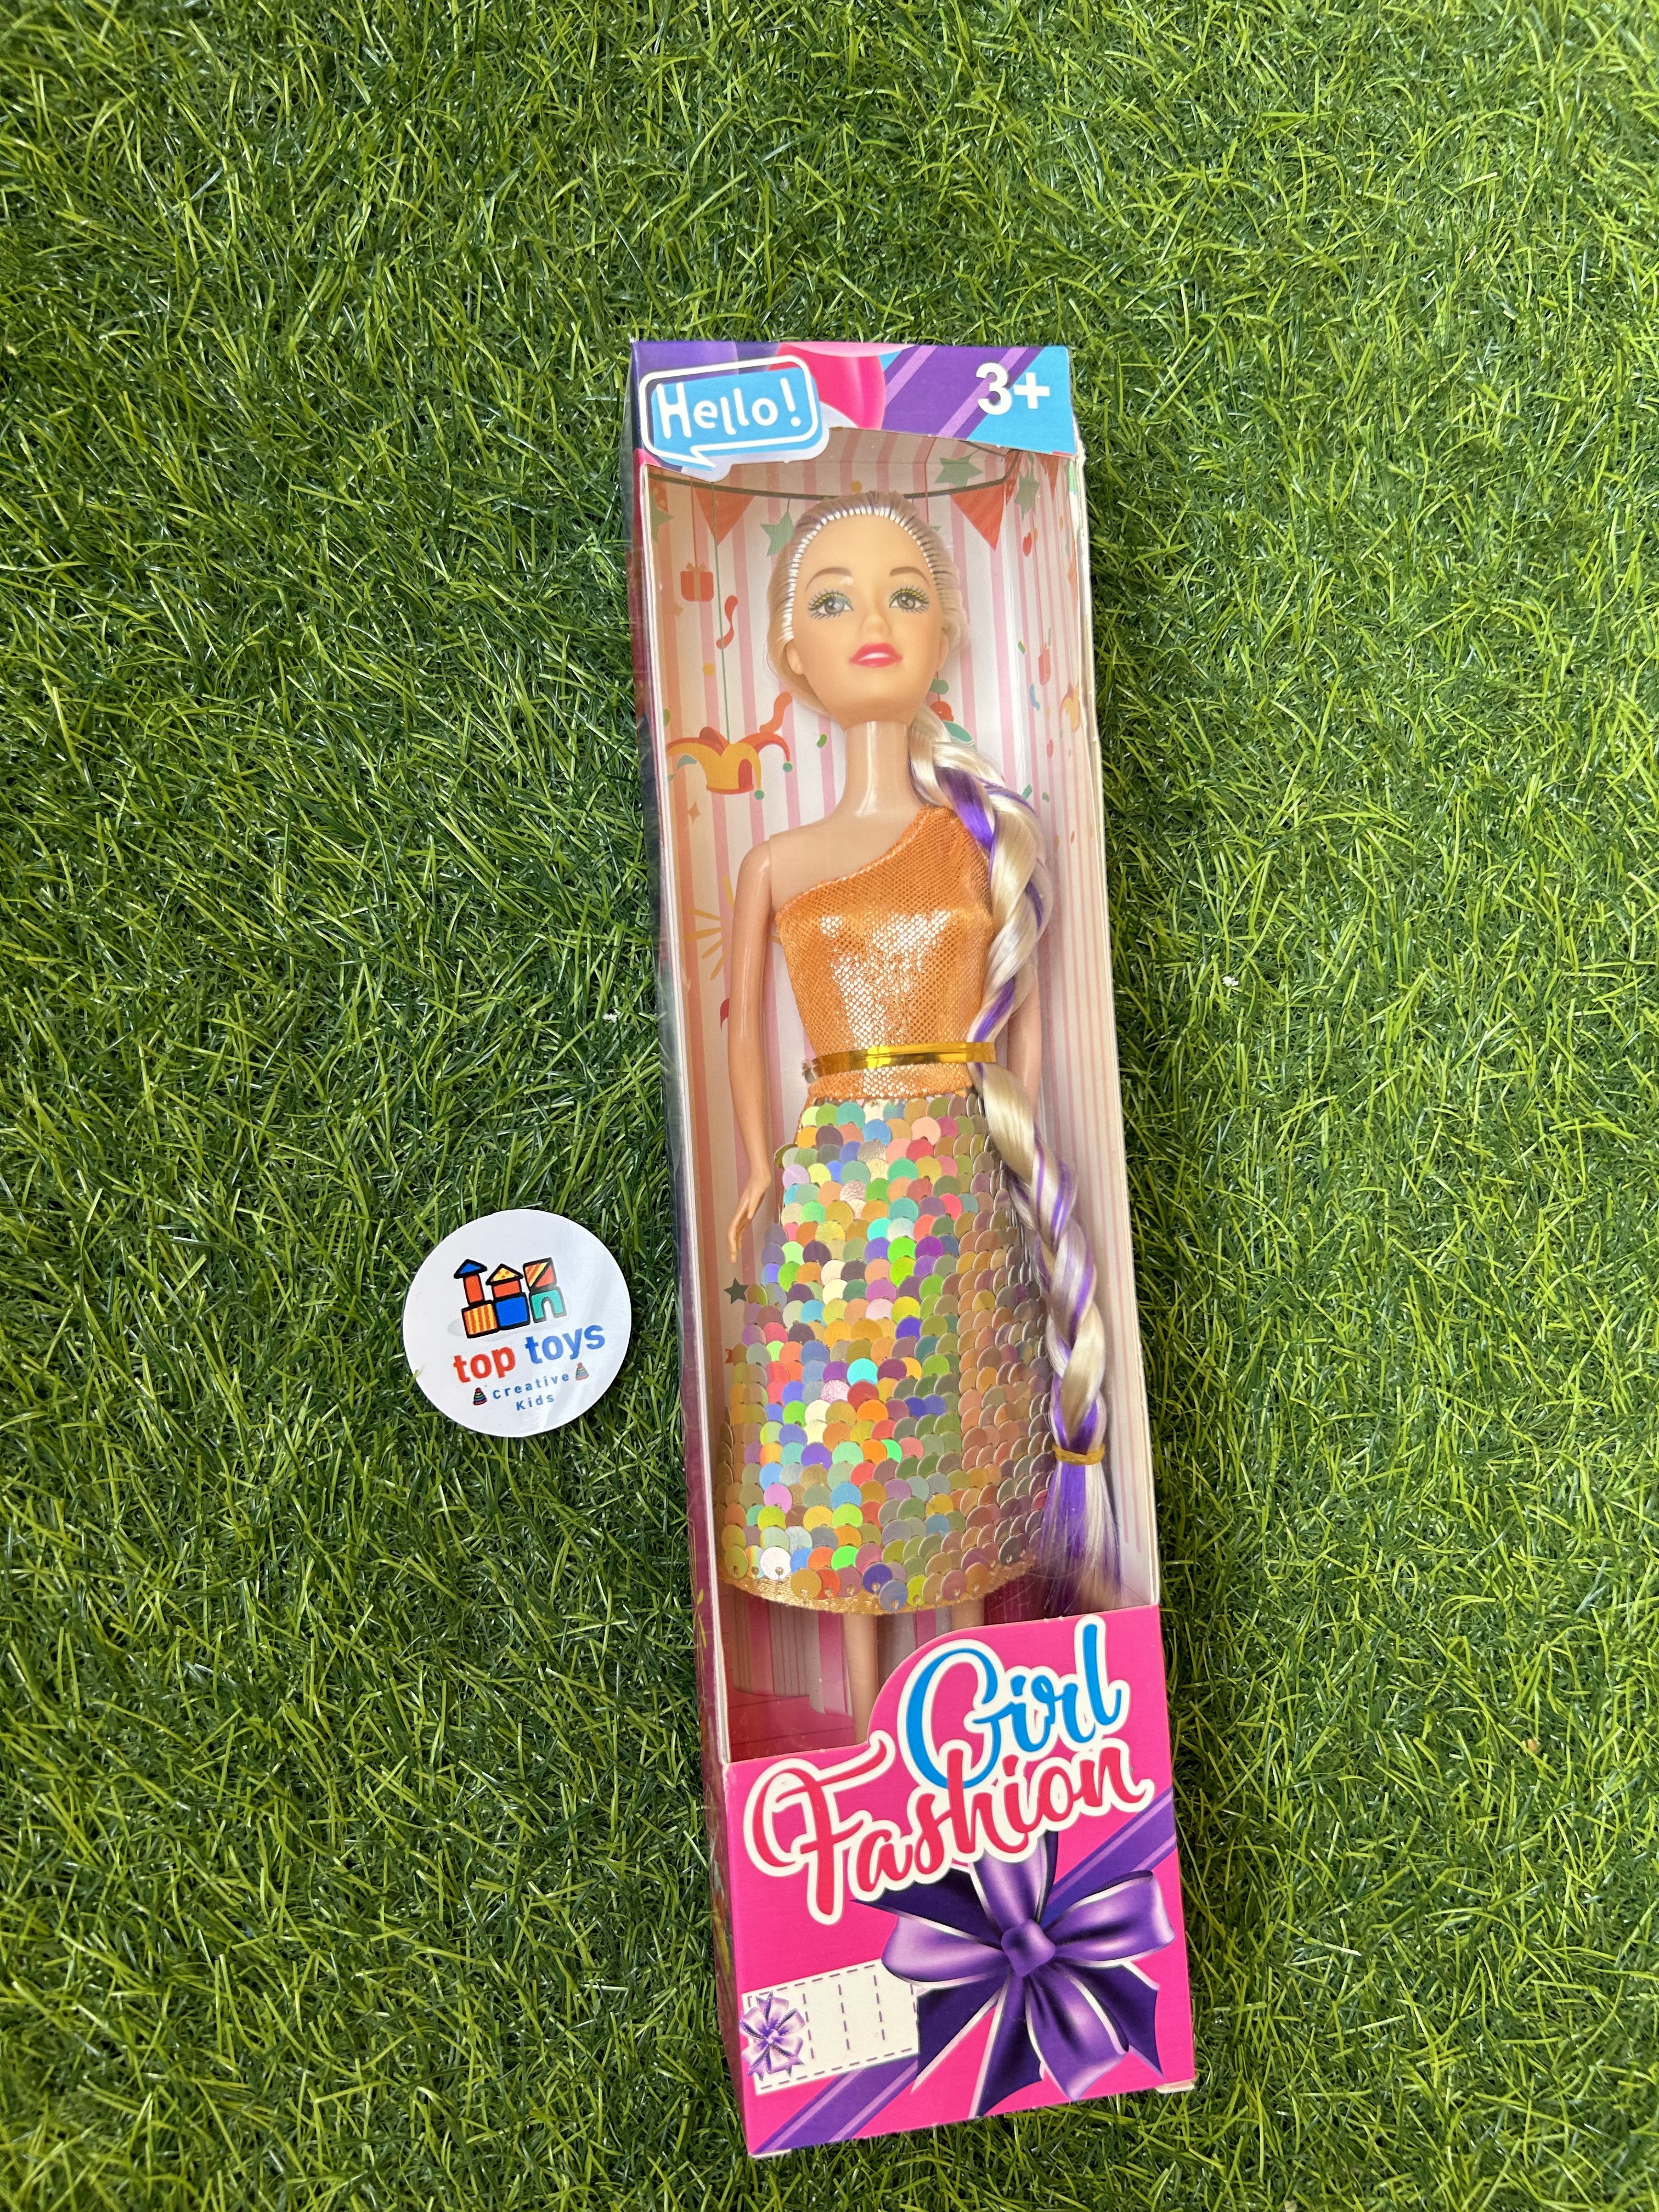 Hello!
3+
top toys
Creative
Kids
Girl
Fashion